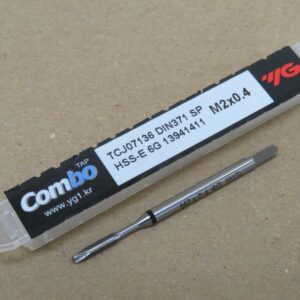 YG
TCJ07136 DIN371 SP
HSS-E 6G 13941411 M2x0.4
TAP
Combo
www.yg1.kr